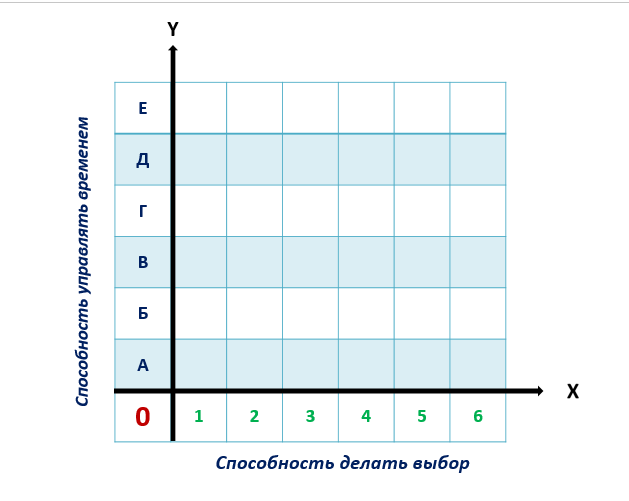 Y
Способность управлять временем
Е
Д
Г
В
Б
А
X
0 1 2 3 4 5 6
Способность делать выбор